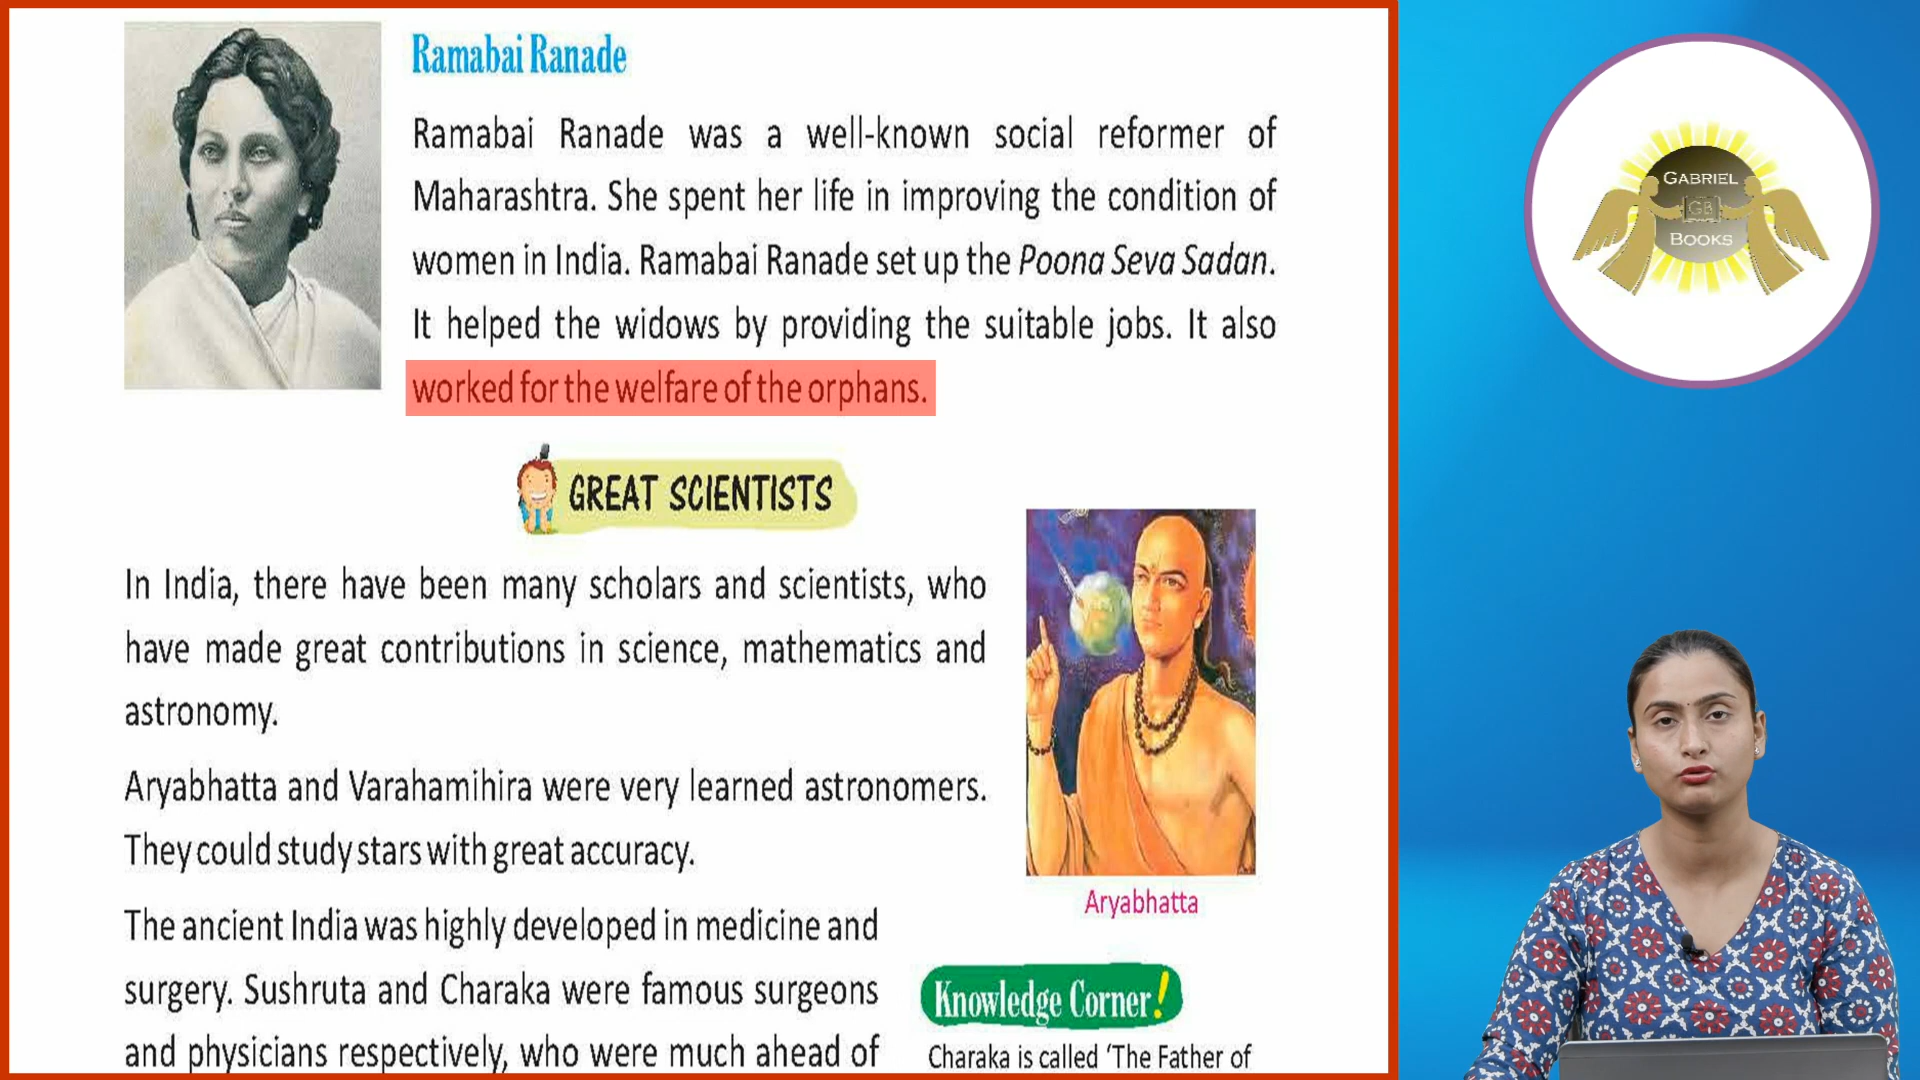 Ramabai Ranade
Ramabai Ranade was a well-known social reformer of
Maharashtra. She spent her life in improving the condition of
women in India. Ramabai Ranade set up the Poona Seva Sadan.
It helped the widows by providing the suitable jobs. It also
worked for the welfare of the orphans.
GREAT SCIENTISTS
In India, there have been many scholars and scientists, who
have made great contributions in science, mathematics and
astronomy.
Aryabhatta and Varahamihira were very learned astronomers.
They could study stars with great accuracy.
The ancient India was highly developed in medicine and
surgery. Sushruta and Charaka were famous surgeons
and physicians respectively, who were much ahead of
Aryabhatta
Knowledge Corner!
Charaka is called ‘The Father of
GABRIEL
GB
BOOKS